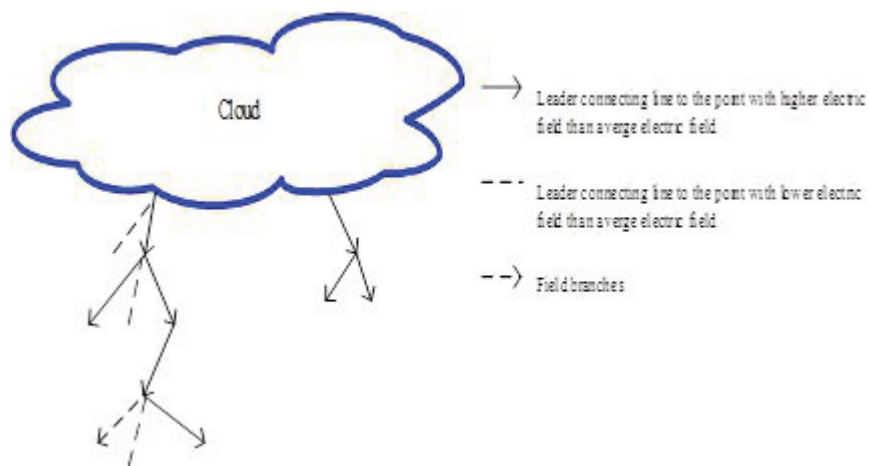 Cloud
Leader connecting line to the point with higher electric
field than averge electric field
Leader connecting line to the point with lower electric
field than averge electric field
Field branches